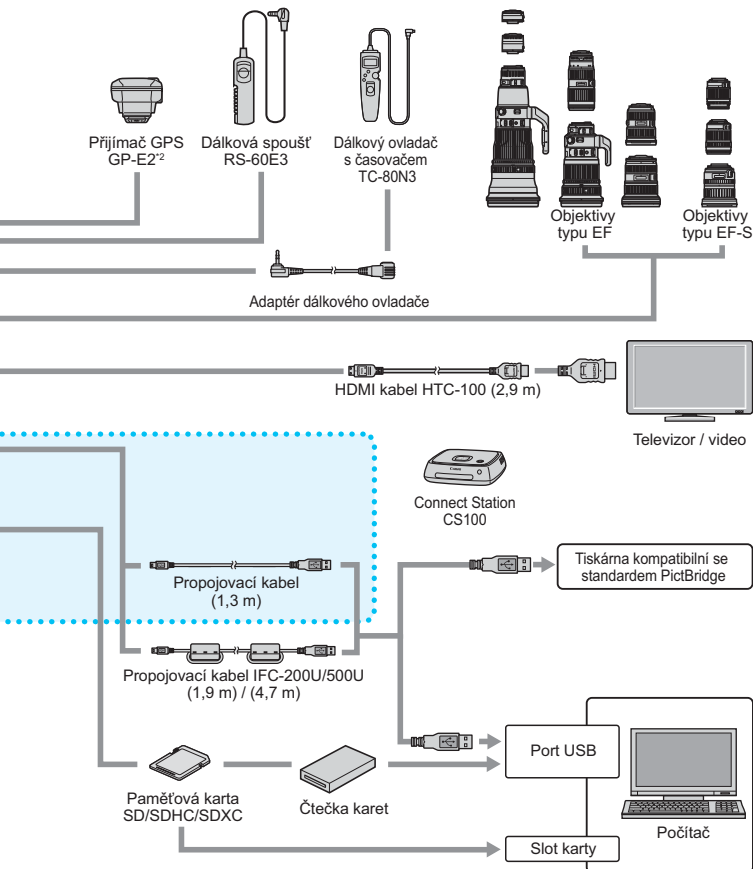 Přijímač GPS
GP-E2*2
Dálková spoušť
RS-60E3
Dálkový ovladač
s časovačem
TC-80N3
Objektivy
typu EF
Objektivy
typu EF-S
Adaptér dálkového ovladače
HDMI kabel HTC-100 (2,9 m)
Televizor / video
Canon
Connect Station
CS100
Propojovací kabel
(1,3 m)
Tiskárna kompatibilní se
standardem PictBridge
Propojovací kabel IFC-200U/500U
(1,9 m) / (4,7 m)
Port USB
Paměťová karta
SD/SDHC/SDXC
Čtečka karet
Počítač
Slot karty